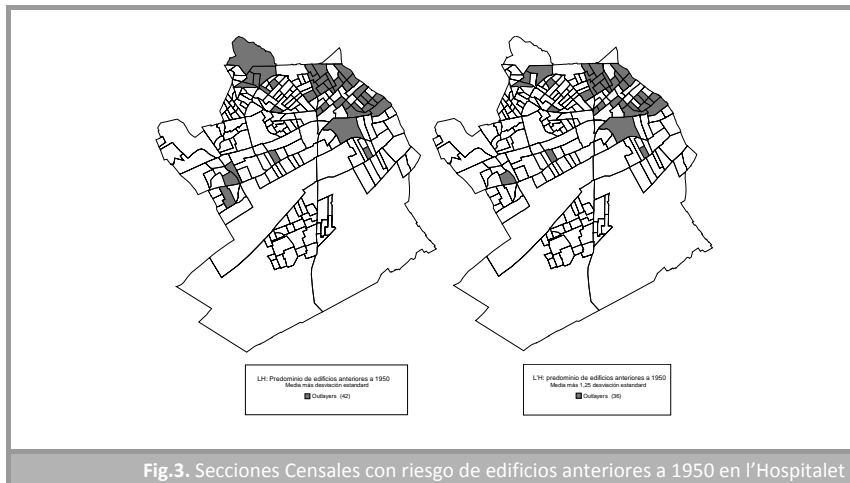 LH: Predominio de edificios anteriores a 1950
Media más desviación estandard
Outlayers (42)
L'H: predominio de edificios anteriores a 1950
Media más 1,25 desviación estandard
Outlayers (36)
Fig.3. Secciones Censales con riesgo de edificios anteriores a 1950 en l’Hospitalet